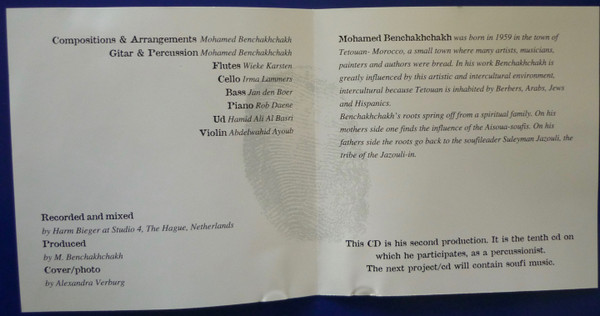 Compositions & Arrangements Mohamed Benchakhchakh
Gitar & Percussion Mohamed Benchakhchakh
Flutes Wieke Karsten
Cello Irma Lammers
Bass Jan den Boer
Piano Rob Daene
Ud Hamid Ali Al Basri
Violin Abdelwahid Ayoub
Recorded and mixed
by Harm Bieger at Studio 4, The Hague, Netherlands
Produced
by M. Benchakhchakh
Cover/photo
by Alexandra Verburg
Mohamed Benchakhchakh was born in 1959 in the town of
Tetouan- Morocco, a small town where many artists, musicians,
painters and authors were bread. In his work Benchakhchakh is
greatly influenced by this artistic and intercultural environment,
intercultural because Tetouan is inhabited by Berbers, Arabs, Jews
and Hispanics.
Benchakhchakh's roots spring off from a spiritual family. On his
mothers side one finds the influence of the Aisoua-soufis. On his
fathers side the roots go back to the soufileader Suleyman Jazouli, the
tribe of the Jazouli-in.
This CD is his second production. It is the tenth cd on
which he participates, as a percussionist.
The next project/cd will contain soufi music.